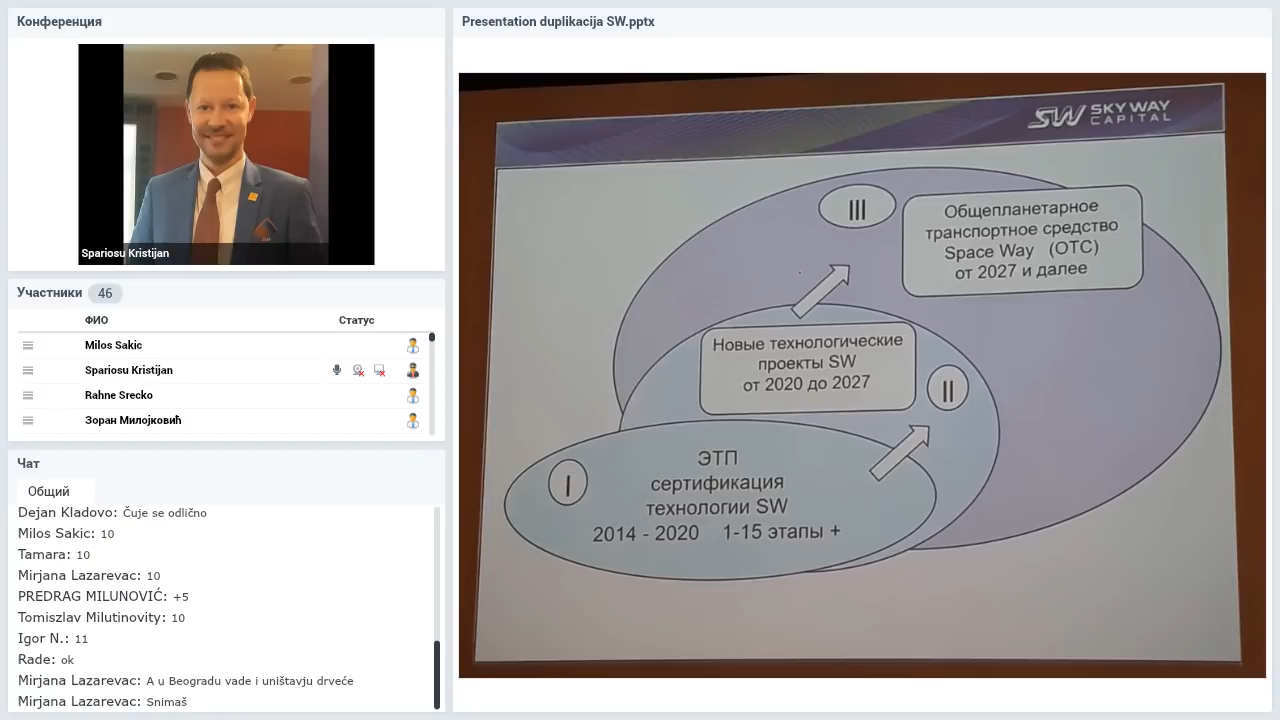 Конференция
Spariosu Kristijan
Участники 46
ФИО Статус
Milos Sakic
Spariosu Kristijan
Rahne Srecko
Зоран Милојковић
Чат
Общий
Dejan Kladovo: Čuje se odlično
Milos Sakic: 10
Tamara: 10
Mirjana Lazarevac: 10
PREDRAG MILUNOVIĆ: +5
Tomiszlav Milutinovity: 10
Igor N.: 11
Rade: ok
Mirjana Lazarevac: A u Beogradu vade i uništavju drveće
Mirjana Lazarevac: Snimaš
Presentation duplikacija SW.pptx
SW SKY WAY
CAPITAL
III
Общепланетарное
транспортное средство
Space Way (ОТС)
от 2027 и далее
Новые технологические
проекты SW
от 2020 до 2027
II
I
ЭТП
сертификация
технологии SW
2014 - 2020 1-15 этапы +